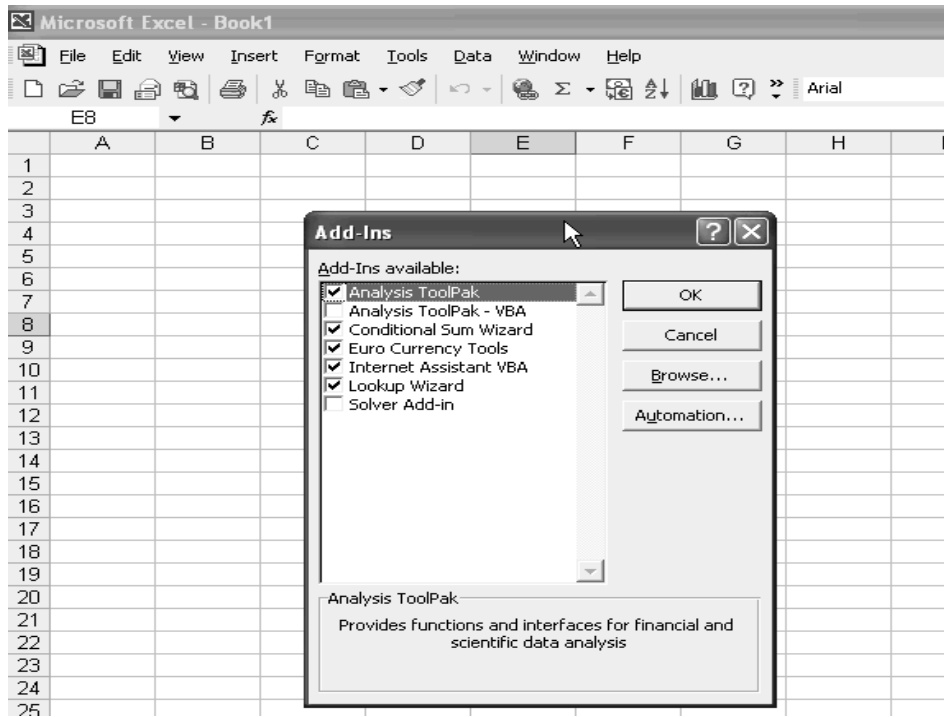 Microsoft Excel - Book1
File Edit View Insert Format Tools Data Window Help
Σ Arial
E8 fx
A B C D E F G H
1
2
3
4
5
6
7
8
9
10
11
12
13
14
15
16
17
18
19
20
21
22
23
24
25
Add-Ins
?
Add-Ins available:
Analysis ToolPak
Analysis ToolPak - VBA
Conditional Sum Wizard
Euro Currency Tools
Internet Assistant VBA
Lookup Wizard
Solver Add-in
OK
Cancel
Browse...
Automation...
Analysis ToolPak
Provides functions and interfaces for financial and
scientific data analysis